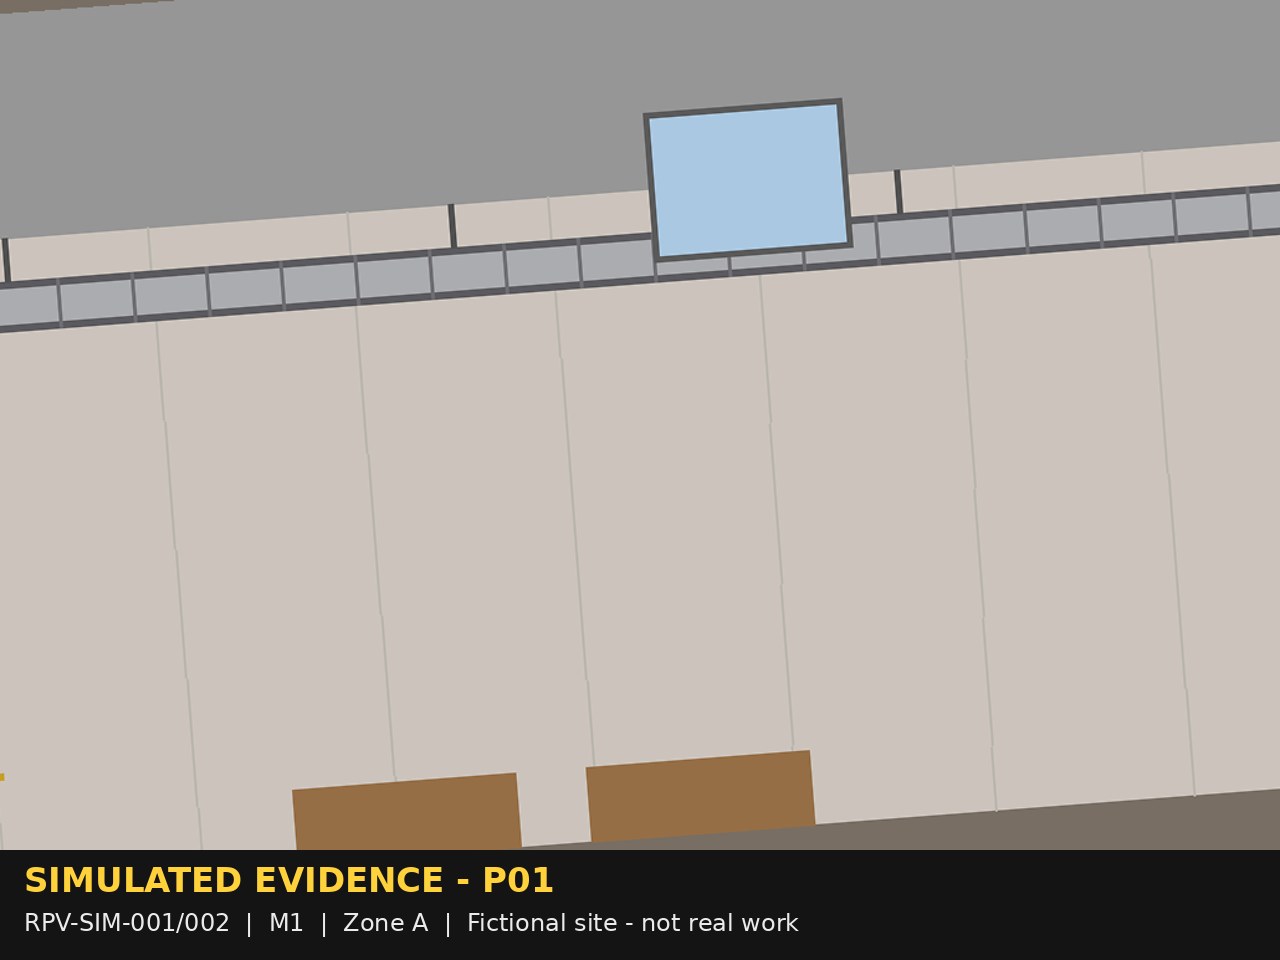 SIMULATED EVIDENCE - P01
RPV-SIM-001/002 | M1 | Zone A | Fictional site - not real work